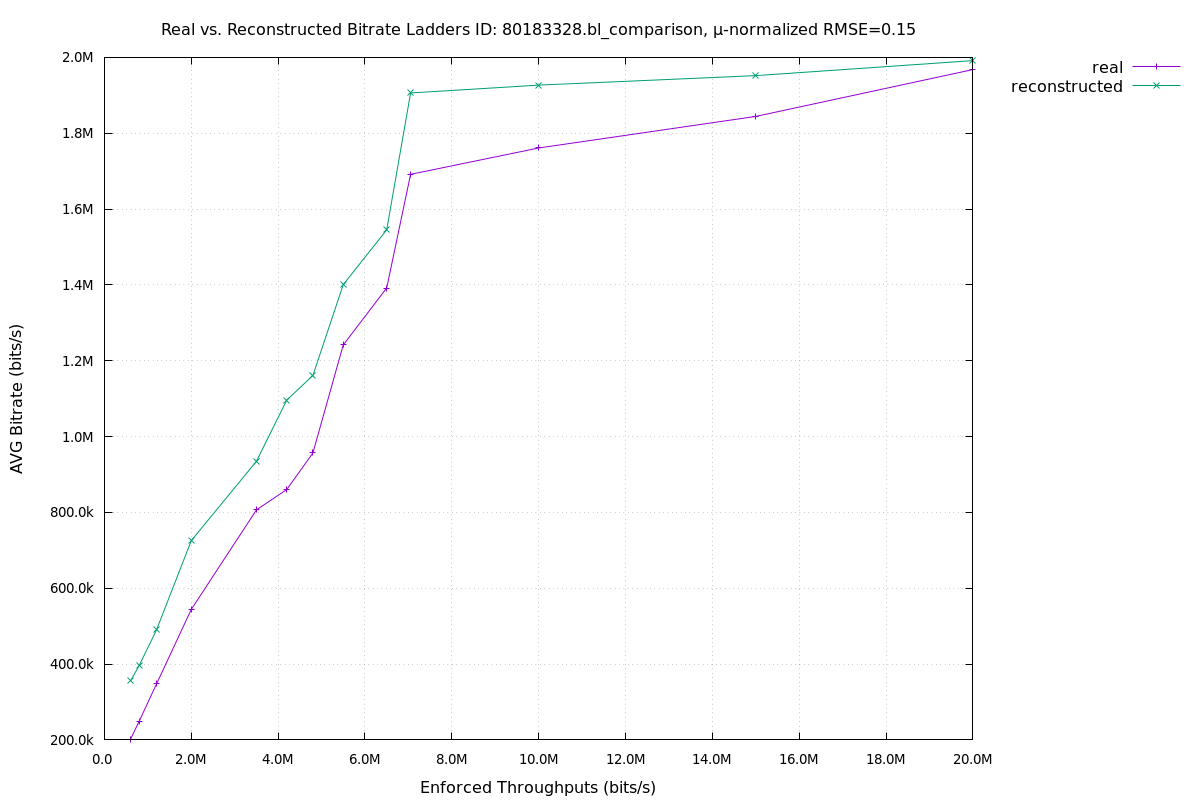 Real vs. Reconstructed Bitrate Ladders ID: 80183328.bl_comparison, μ-normalized RMSE=0.15
real
reconstructed
2.0M
1.8M
1.6M
1.4M
1.2M
1.0M
800.0k
600.0k
400.0k
200.0k
AVG Bitrate (bits/s)
0.0
2.0M
4.0M
6.0M
8.0M
10.0M
12.0M
14.0M
16.0M
18.0M
20.0M
Enforced Throughputs (bits/s)